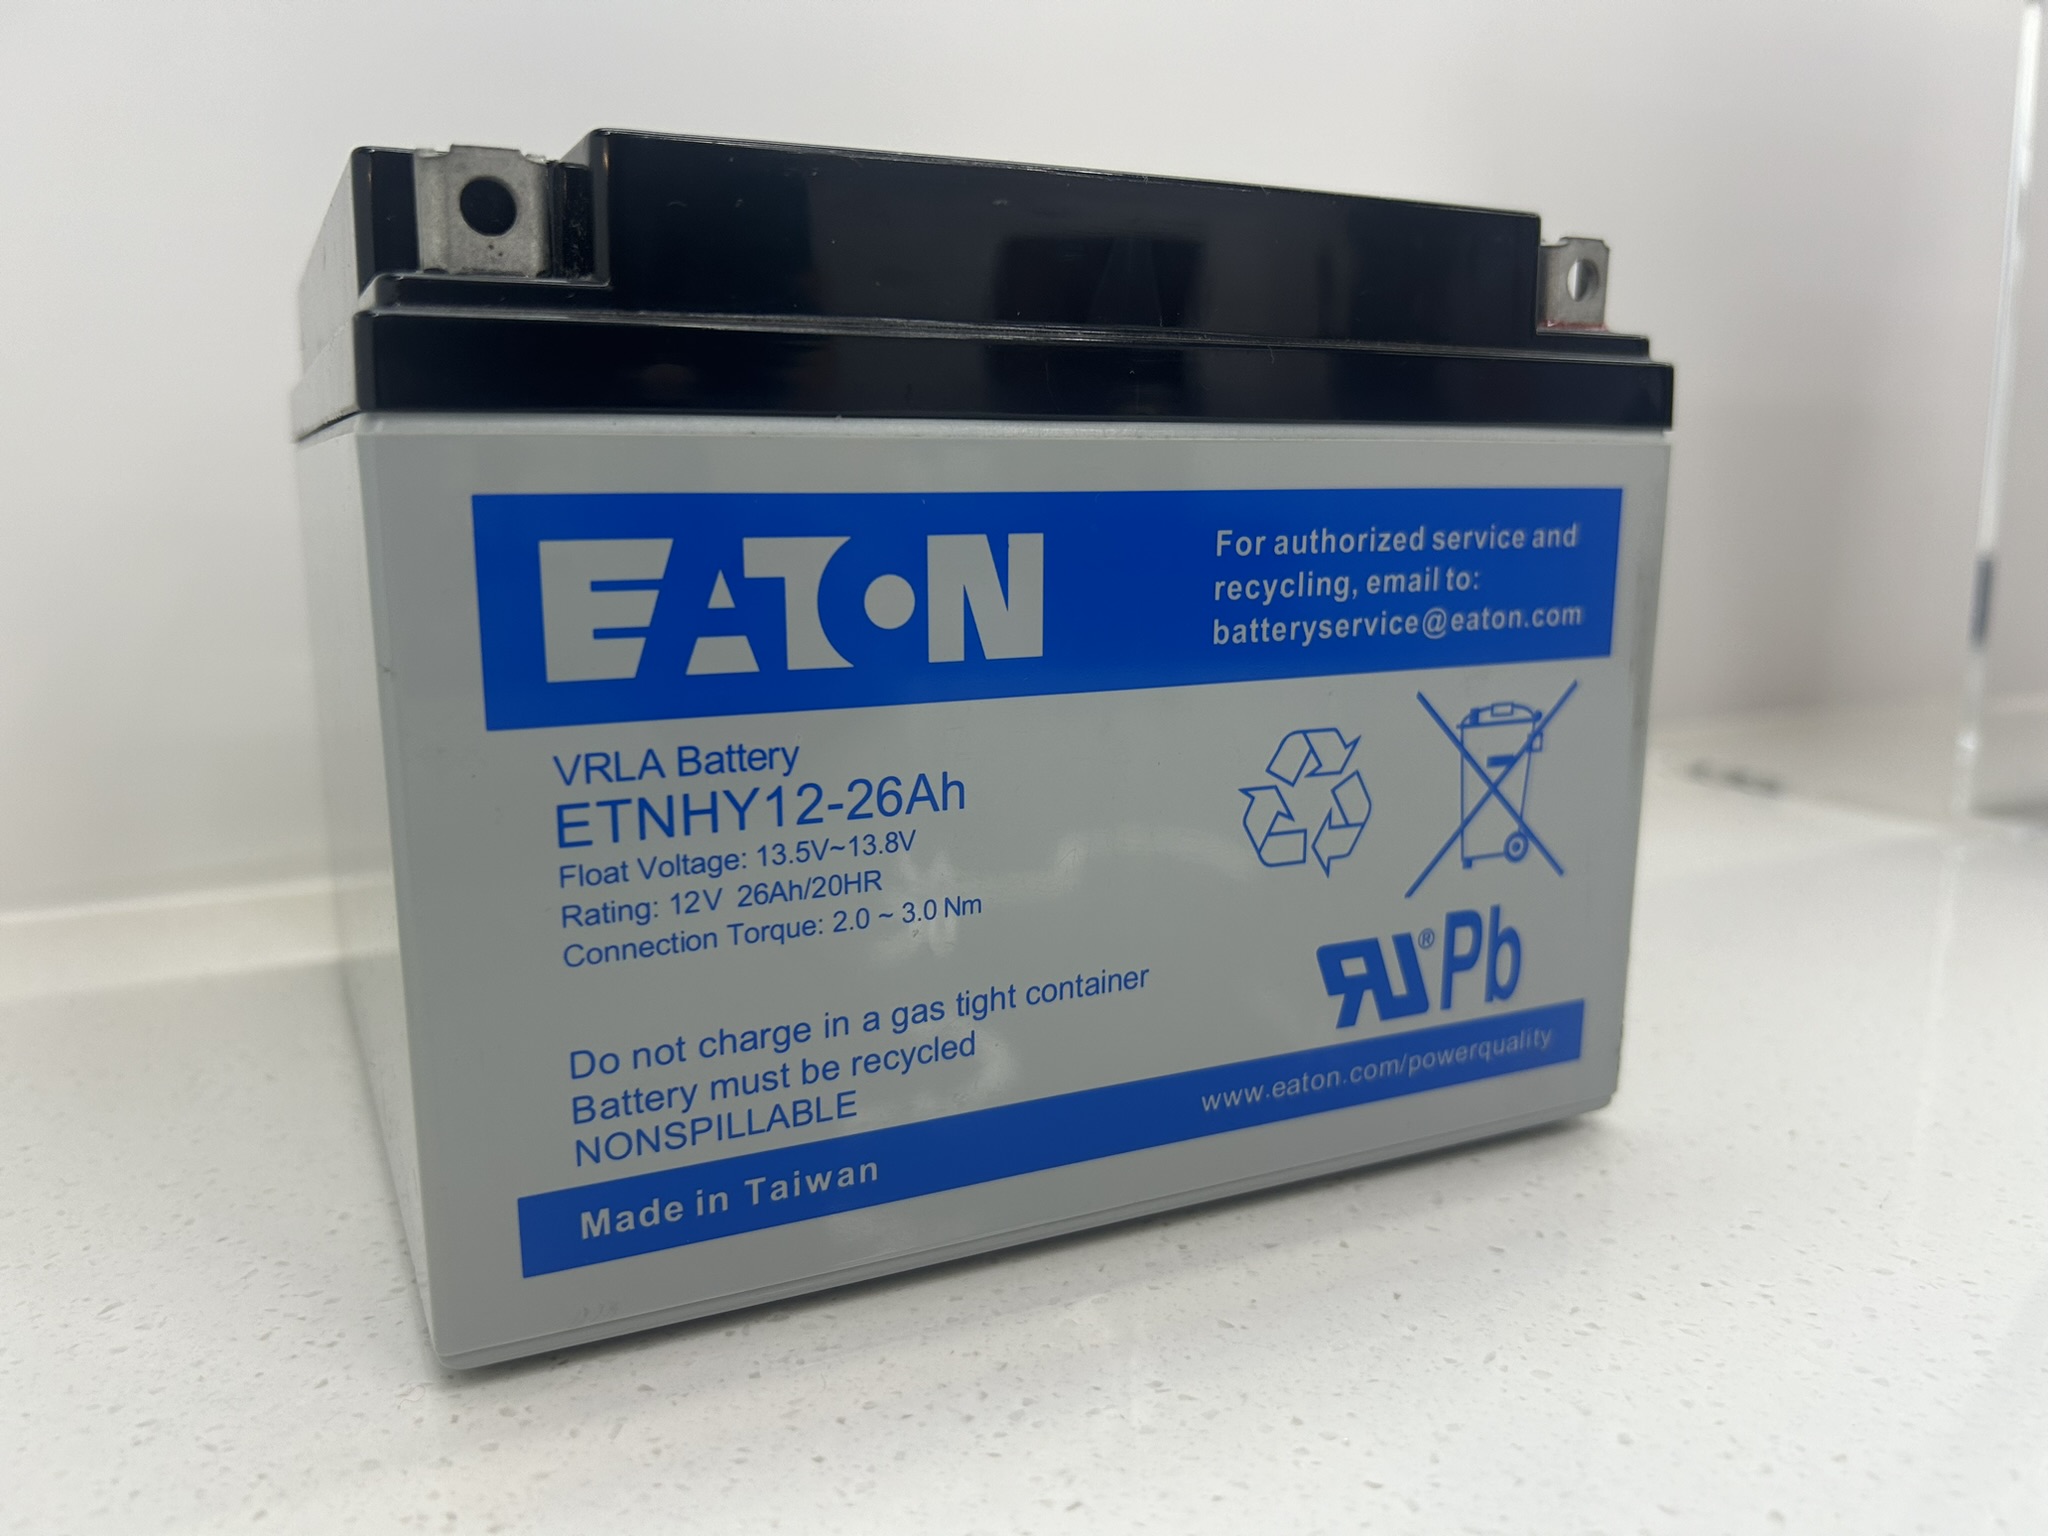 EATON
For authorized service and
recycling, email to:
batteryservice@eaton.com
VRLA Battery
ETNHY12-26Ah
Float Voltage: 13.5V~13.8V
Rating: 12V 26Ah/20HR
Connection Torque: 2.0 ~ 3.0 Nm
Do not charge in a gas tight container
Battery must be recycled
NONSPILLABLE
RU® Pb
www.eaton.com/powerquality
Made in Taiwan